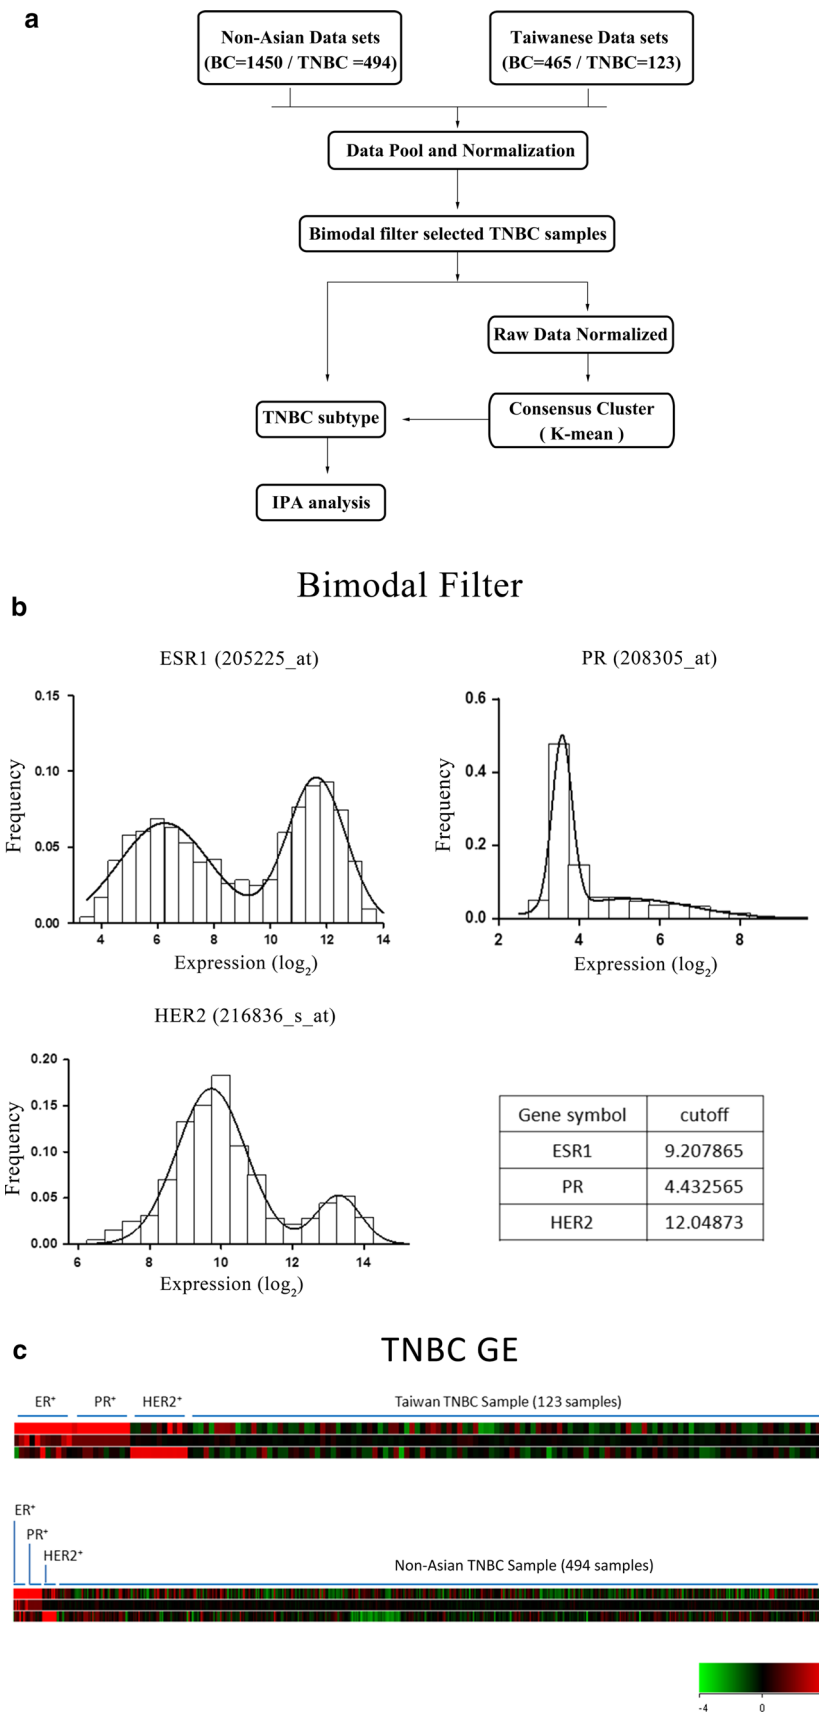 a
Non-Asian Data sets
(BC=1450 / TNBC =494)
Taiwanese Data sets
(BC=465 / TNBC=123)
Data Pool and Normalization
Bimodal filter selected TNBC samples
Raw Data Normalized
Consensus Cluster
( K-mean )
TNBC subtype
IPA analysis
Bimodal Filter
b
ESR1 (205225_at)
0.15
0.10
0.05
0.00
Frequency
4 6 8 10 12 14
Expression (log2)
PR (208305_at)
0.6
0.4
0.2
0.0
Frequency
2 4 6 8
Expression (log2)
HER2 (216836_s_at)
0.20
0.15
0.10
0.05
0.00
Frequency
6 8 10 12 14
Expression (log2)
Gene symbol cutoff
ESR1 9.207865
PR 4.432565
HER2 12.04873
c
TNBC GE
ER+ PR+ HER2+ Taiwan TNBC Sample (123 samples)
ER+
PR+
HER2+
Non-Asian TNBC Sample (494 samples)
-4 0